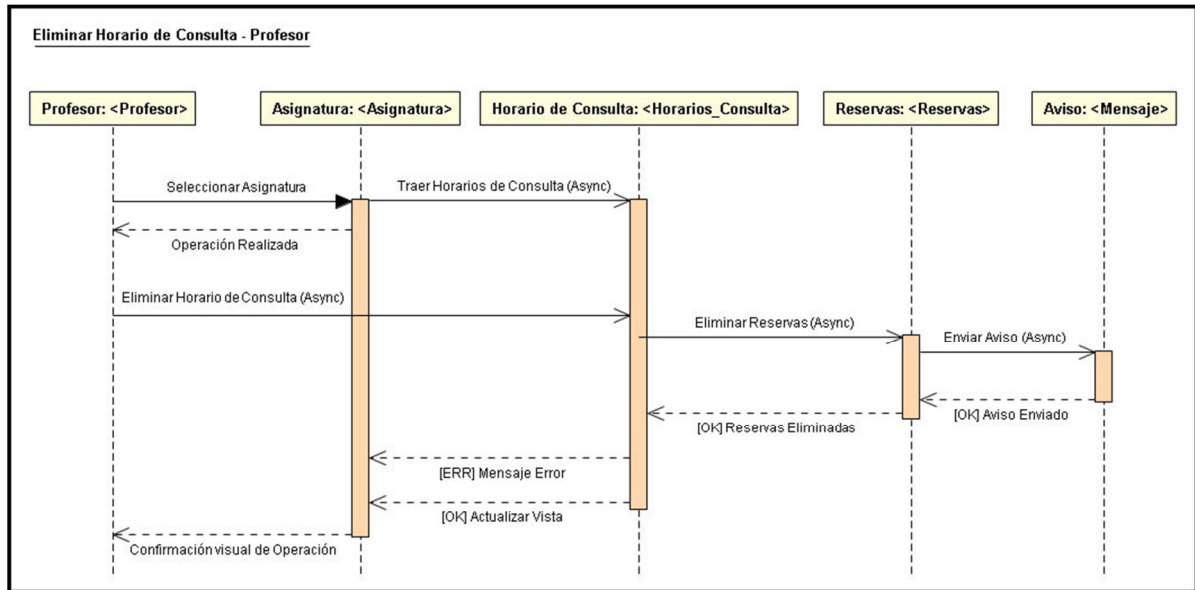 Eliminar Horario de Consulta - Profesor
Profesor: <Profesor>
Asignatura: <Asignatura>
Horario de Consulta: <Horarios_Consulta>
Reservas: <Reservas>
Aviso: <Mensaje>
Seleccionar Asignatura
Traer Horarios de Consulta (Async)
Operación Realizada
Eliminar Horario de Consulta (Async)
Eliminar Reservas (Async)
Enviar Aviso (Async)
[OK] Aviso Enviado
[OK] Reservas Eliminadas
[ERR] Mensaje Error
[OK] Actualizar Vista
Confirmación visual de Operación